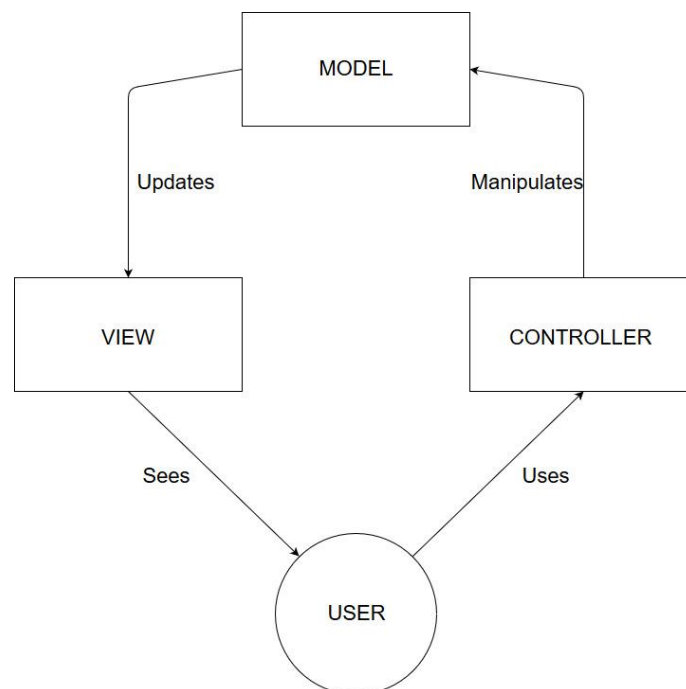 MODEL
Updates
Manipulates
VIEW
CONTROLLER
Sees
Uses
USER